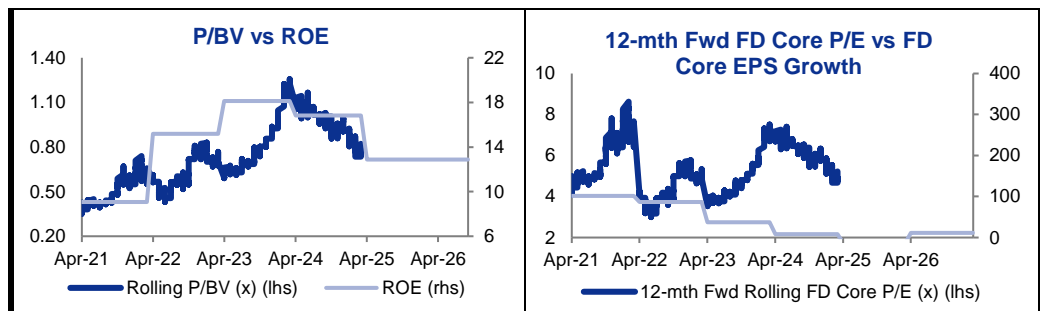 P/BV vs ROE
1.40
1.10
0.80
0.50
0.20
22
18
14
10
6
Apr-21 Apr-22 Apr-23 Apr-24 Apr-25 Apr-26
Rolling P/BV (x) (lhs) ROE (rhs)
12-mth Fwd FD Core P/E vs FD
Core EPS Growth
10
8
6
4
2
400
300
200
100
0
Apr-21 Apr-22 Apr-23 Apr-24 Apr-25 Apr-26
12-mth Fwd Rolling FD Core P/E (x) (lhs)